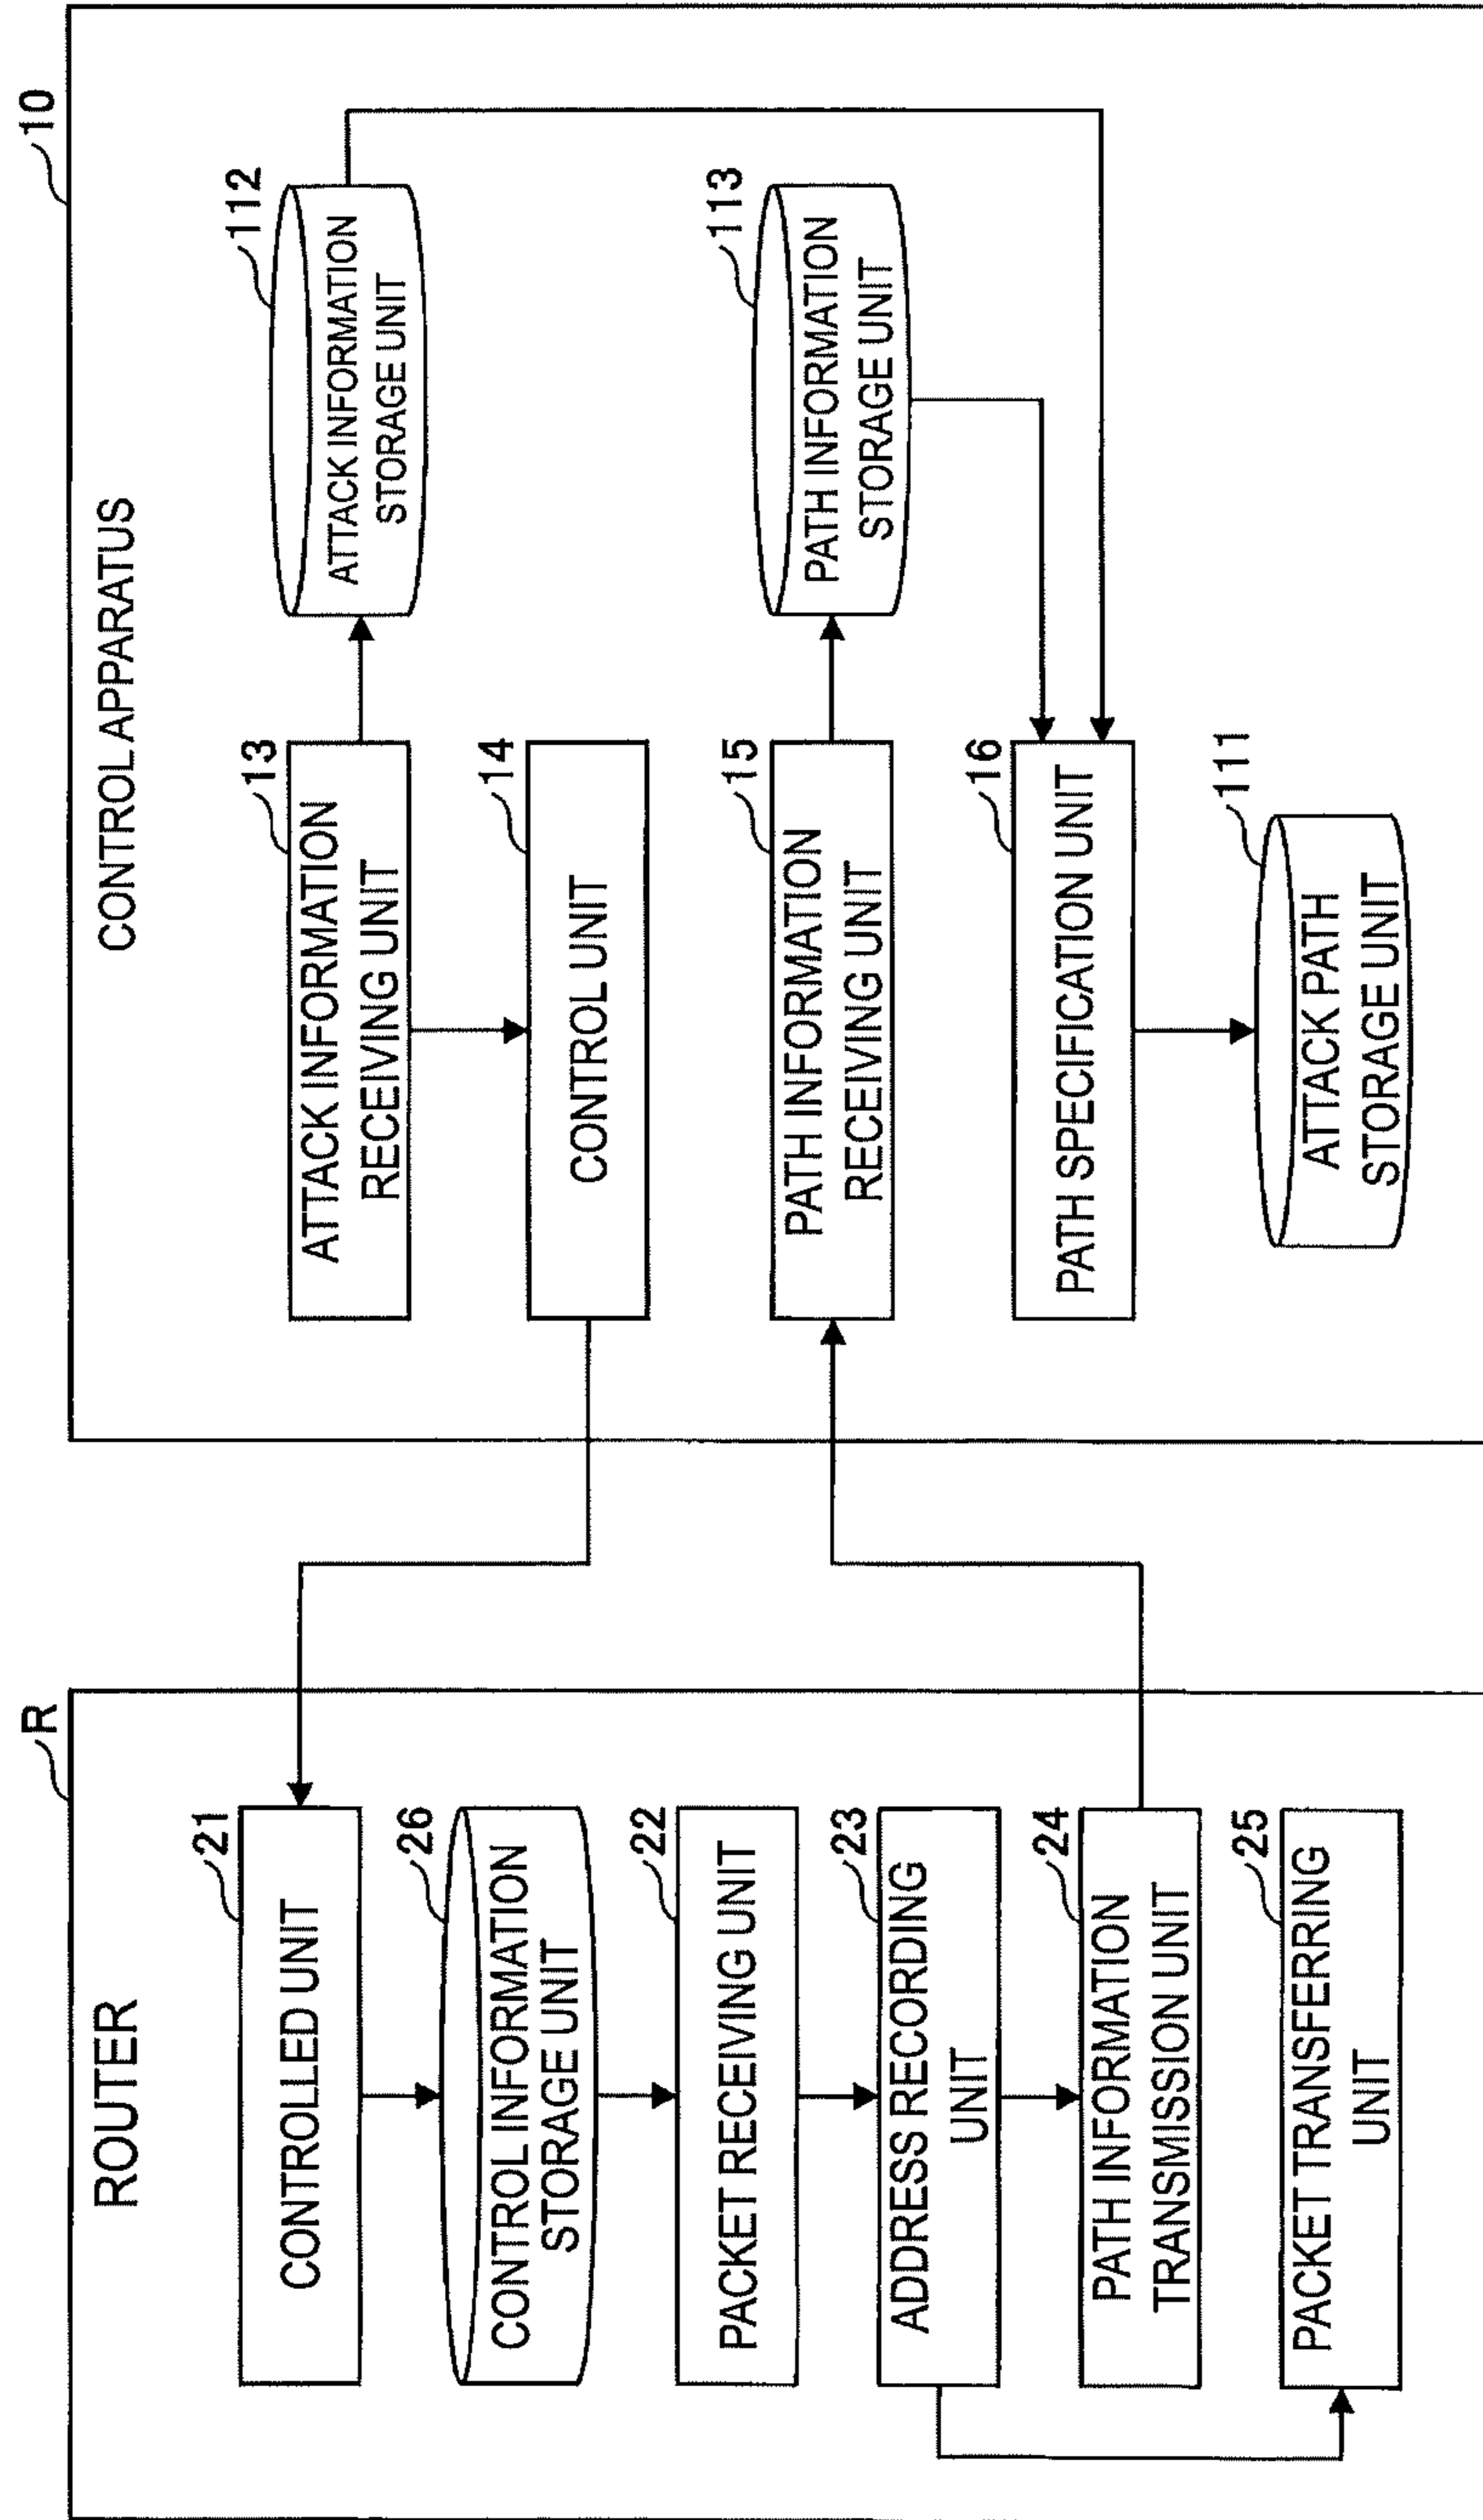 R
ROUTER
21
CONTROLLED UNIT
26
CONTROL INFORMATION
STORAGE UNIT
22
PACKET RECEIVING UNIT
23
ADDRESS RECORDING
UNIT
24
PATH INFORMATION
TRANSMISSION UNIT
25
PACKET TRANSFERRING
UNIT
10
CONTROL APPARATUS
13
ATTACK INFORMATION
RECEIVING UNIT
112
ATTACK INFORMATION
STORAGE UNIT
14
CONTROL UNIT
15
PATH INFORMATION
RECEIVING UNIT
113
PATH INFORMATION
STORAGE UNIT
16
PATH SPECIFICATION UNIT
111
ATTACK PATH
STORAGE UNIT